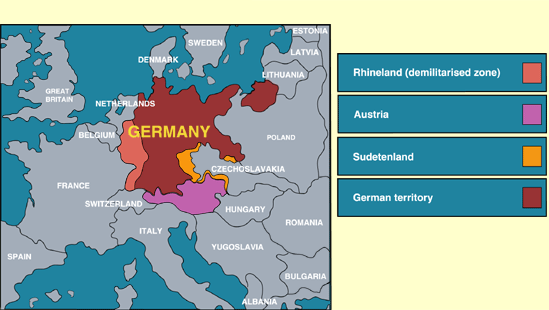 ESTONIA
SWEDEN
LATVIA
DENMARK
LITHUANIA
GREAT
BRITAIN
NETHERLANDS
GERMANY
BELGIUM
POLAND
CZECHOSLAVAKIA
FRANCE
SWITZERLAND
HUNGARY
ROMANIA
ITALY
YUGOSLAVIA
SPAIN
BULGARIA
ALBANIA
Rhineland (demilitarised zone)
Austria
Sudetenland
German territory